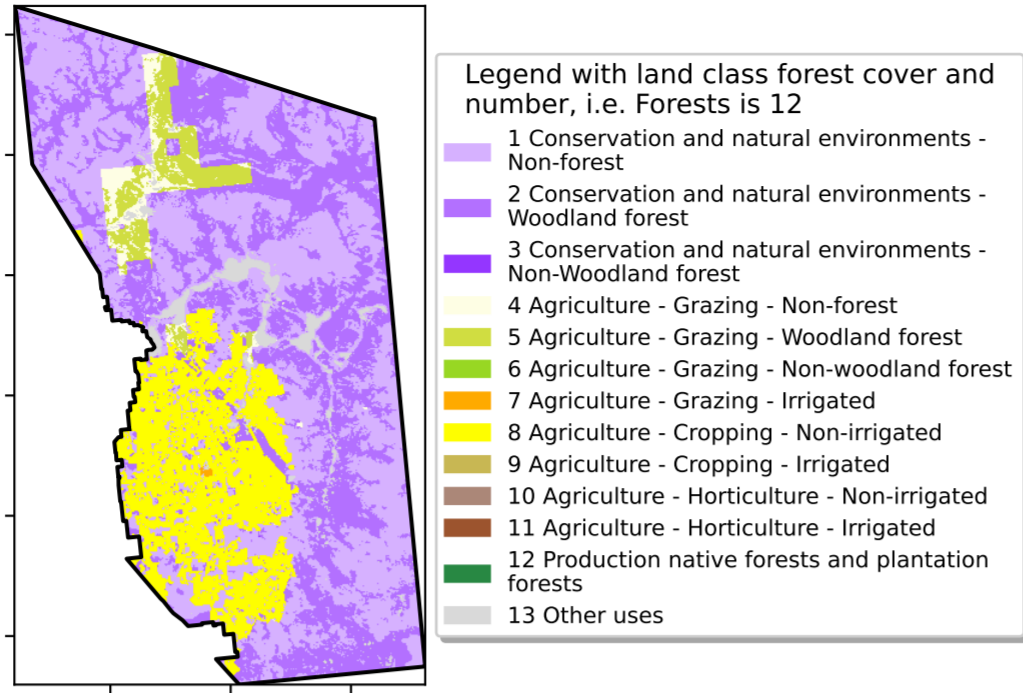 Legend with land class forest cover and
number, i.e. Forests is 12
1 Conservation and natural environments -
Non-forest
2 Conservation and natural environments -
Woodland forest
3 Conservation and natural environments -
Non-Woodland forest
4 Agriculture - Grazing - Non-forest
5 Agriculture - Grazing - Woodland forest
6 Agriculture - Grazing - Non-woodland forest
7 Agriculture - Grazing - Irrigated
8 Agriculture - Cropping - Non-irrigated
9 Agriculture - Cropping - Irrigated
10 Agriculture - Horticulture - Non-irrigated
11 Agriculture - Horticulture - Irrigated
12 Production native forests and plantation
forests
13 Other uses